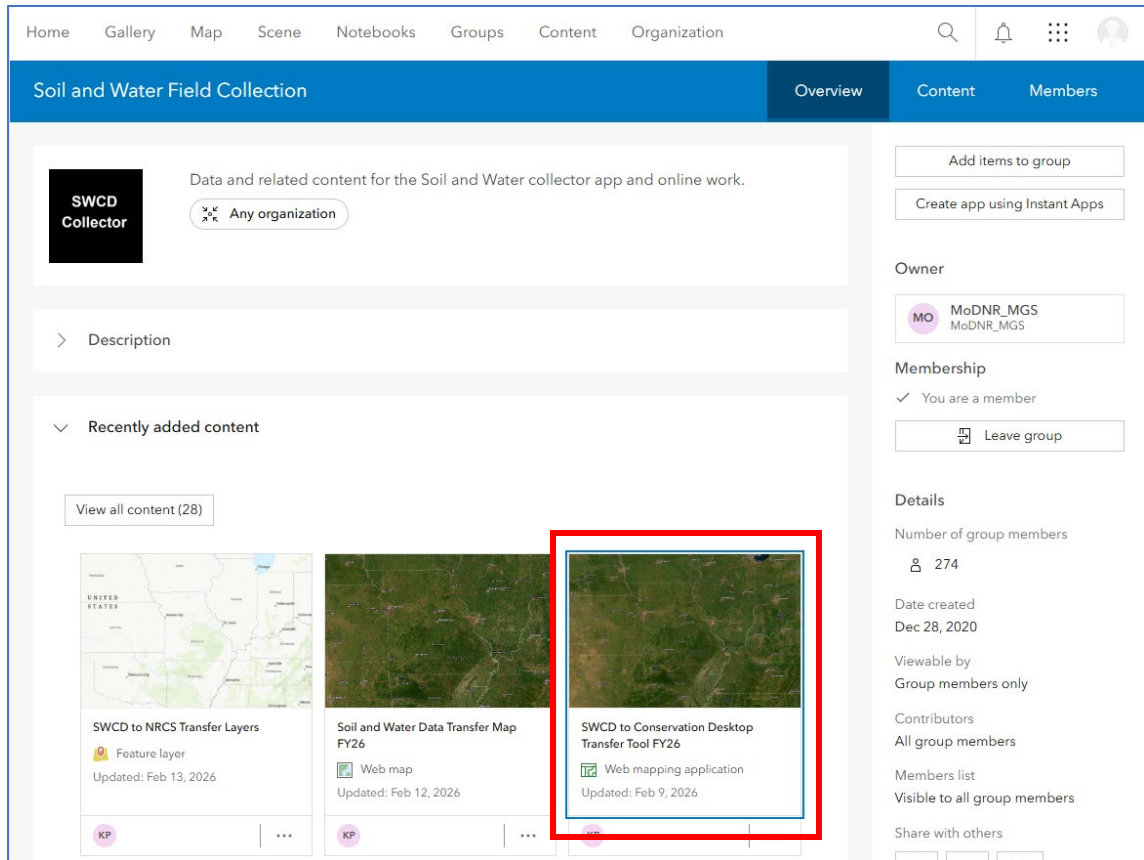 Home Gallery Map Scene Notebooks Groups Content Organization
Soil and Water Field Collection
Overview Content Members
SWCD
Collector
Data and related content for the Soil and Water collector app and online work.
Any organization
Description
Recently added content
View all content (28)
UNITED
STATES
SWCD to NRCS Transfer Layers
Feature layer
Updated: Feb 13, 2026
KP
Soil and Water Data Transfer Map
FY26
Web map
Updated: Feb 12, 2026
KP
SWCD to Conservation Desktop
Transfer Tool FY26
Web mapping application
Updated: Feb 9, 2026
KP
Add items to group
Create app using Instant Apps
Owner
MO
MoDNR_MGS
MoDNR_MGS
Membership
You are a member
Leave group
Details
Number of group members
274
Date created
Dec 28, 2020
Viewable by
Group members only
Contributors
All group members
Members list
Visible to all group members
Share with others